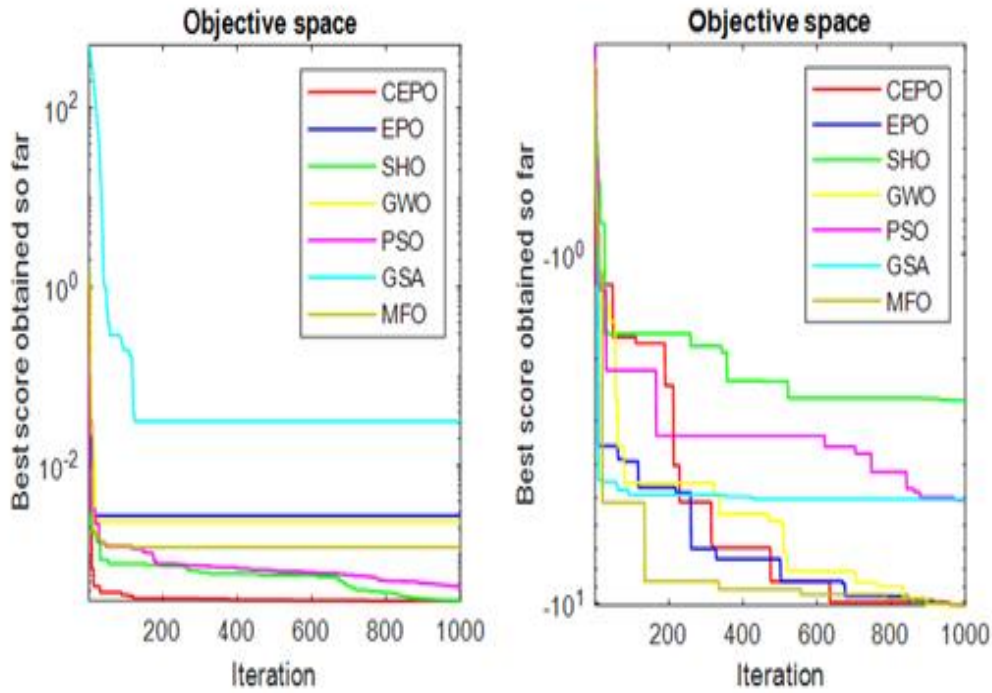 Objective space
Best score obtained so far
10^2
10^0
10^-2
CEPO
EPO
SHO
GWO
PSO
GSA
MFO
200 400 600 800 1000
Iteration
Objective space
Best score obtained so far
-10^0
-10^1
CEPO
EPO
SHO
GWO
PSO
GSA
MFO
200 400 600 800 1000
Iteration